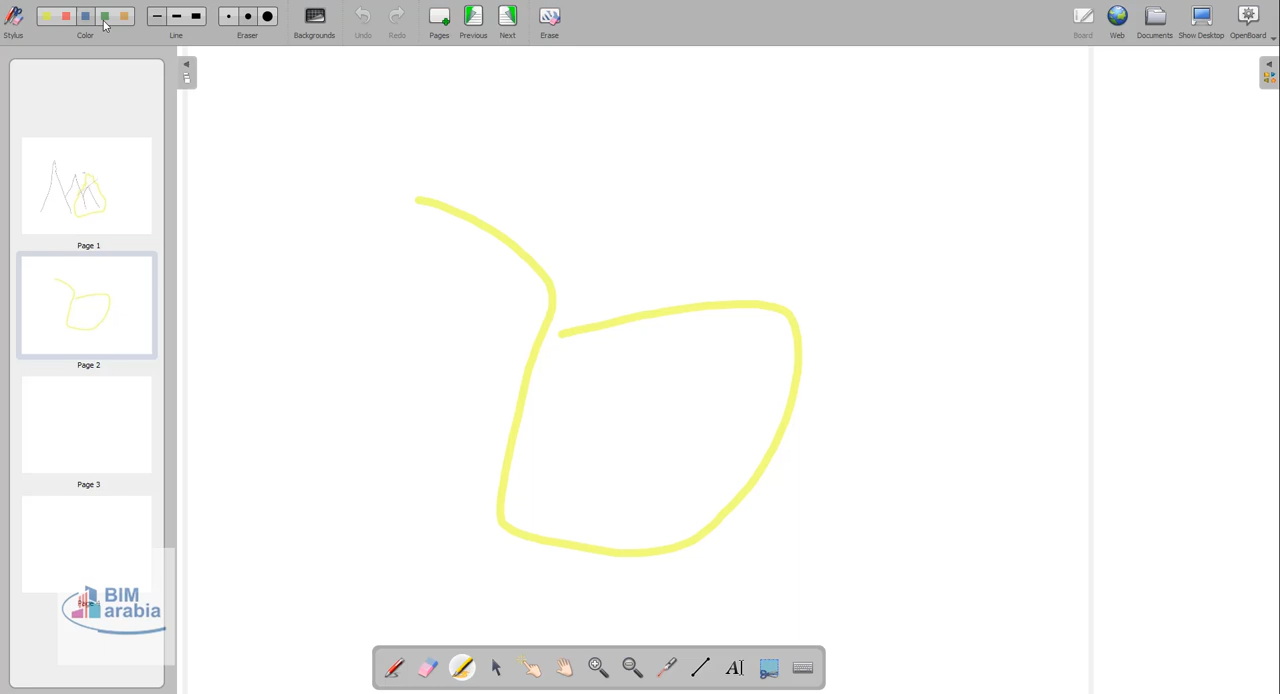 Stylus
Color
Line
Eraser
Backgrounds
Undo
Redo
Pages
Previous
Next
Erase
Board
Web
Documents
Show Desktop
OpenBoard
Page 1
Page 2
Page 3
BIM
arabia
AI